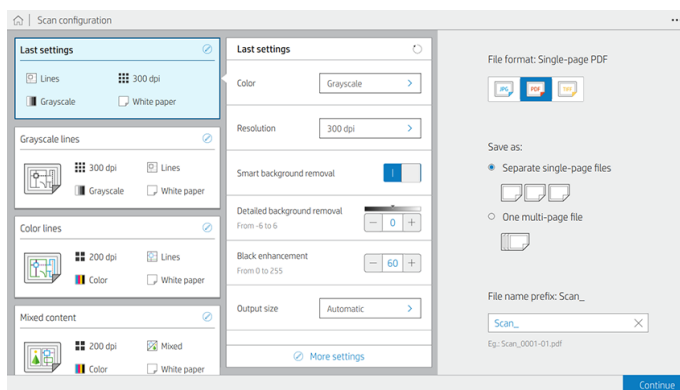 Scan configuration
Last settings
Lines
300 dpi
Grayscale
White paper
Grayscale lines
300 dpi
Lines
Grayscale
White paper
Color lines
200 dpi
Lines
Color
White paper
Mixed content
200 dpi
Mixed
Color
White paper
Last settings
Color
Grayscale
Resolution
300 dpi
Smart background
removal
Detailed background
removal
From -6 to 6
0
Black enhancement
From 0 to 255
60
Output size
Automatic
More settings
File format: Single-page PDF
JPG
PDF
TIFF
Save as:
Separate single-page files
One multi-page file
File name prefix: Scan_
Scan_
Eg.: Scan_0001-01.pdf
Continue